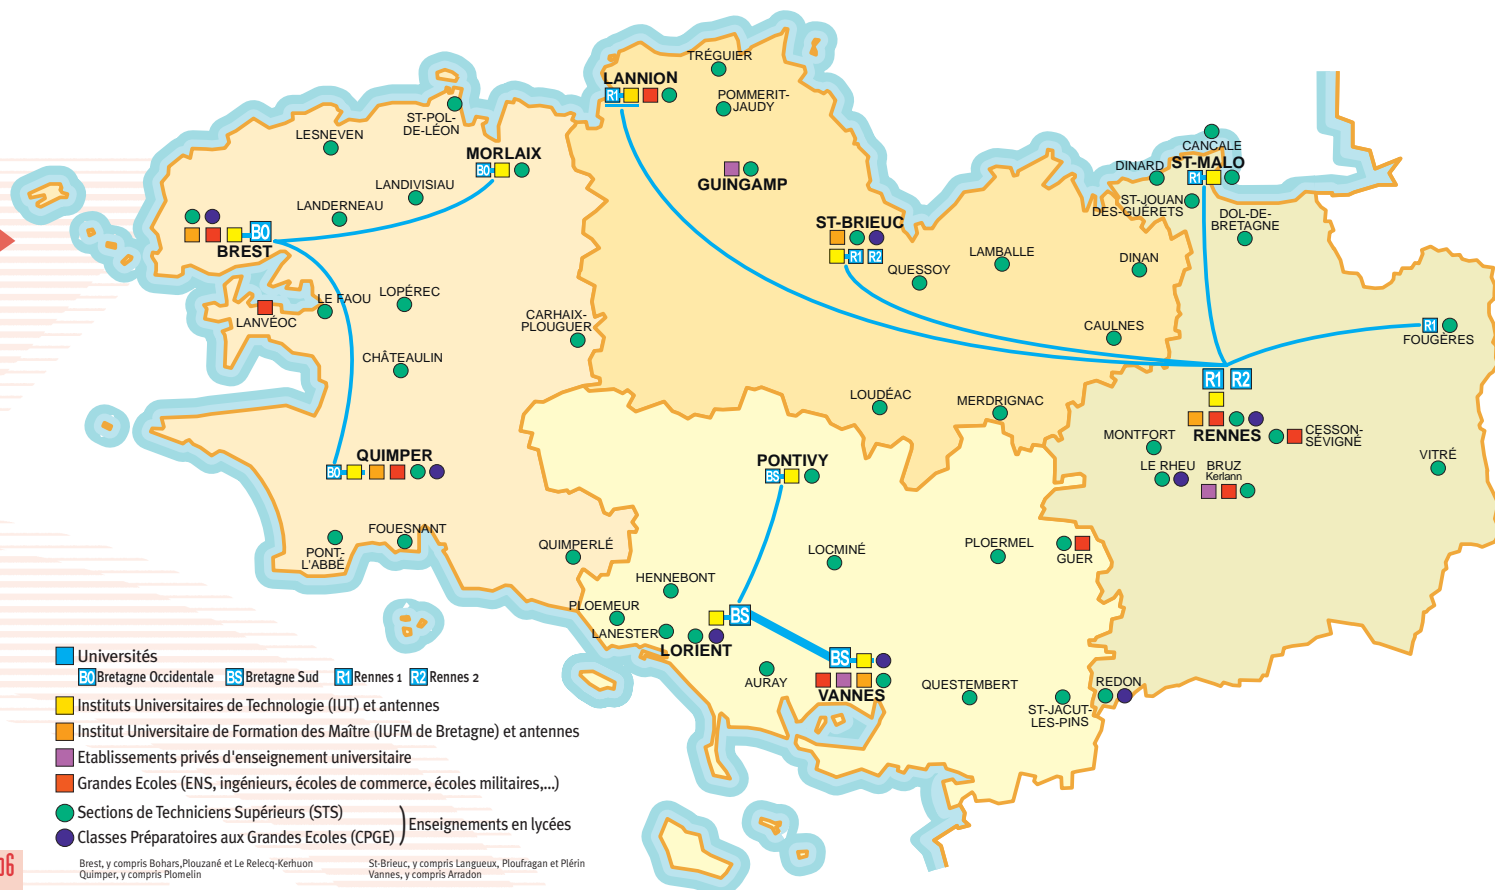 TRÉGUIER
LANNION
R1
POMMERIT-
JAUDY
ST-POL-
DE-LÉON
LESNEVEN
MORLAIX
BO
CANCALE
DINARD
ST-MALO
R1
GUINGAMP
LANDIVISIAU
LANDERNEAU
ST-JOUAN
DES-GUÉRETS
DOL-DE-
BRETAGNE
BO
BREST
ST-BRIEUC
R1 R2
QUESSOY
LAMBALLE
DINAN
LE FAOU
LOPÉREC
LANVÉOC
CARHAIX-
PLOUGUER
CAULNES
R1
FOUGÈRES
CHÂTEAULIN
R1 R2
LOUDÉAC
MERDRIGNAC
RENNES
CESSON-
SÉVIGNÉ
MONTFORT
VITRÉ
LE RHEU
BRUZ
Kerlann
QUIMPER
BO
PONTIVY
BS
PONT-
L'ABBÉ
FOUESNANT
QUIMPERLÉ
LOCMINÉ
PLOERMEL
GUER
HENNEBONT
PLOEMEUR
LANESTER
BS
LORIENT
BS
VANNES
AURAY
QUESTEMBERT
ST-JACUT-
LES-PINS
REDON
Universités
BO Bretagne Occidentale BS Bretagne Sud R1 Rennes 1 R2 Rennes 2
Instituts Universitaires de Technologie (IUT) et antennes
Institut Universitaire de Formation des Maître (IUFM de Bretagne) et antennes
Etablissements privés d'enseignement universitaire
Grandes Ecoles (ENS, ingénieurs, écoles de commerce, écoles militaires,...)
Sections de Techniciens Supérieurs (STS)
Classes Préparatoires aux Grandes Ecoles (CPGE)
Enseignements en lycées
Brest, y compris Bohars,Plouzané et Le Relecq-Kerhuon
Quimper, y compris Plomelin
St-Brieuc, y compris Langueux, Ploufragan et Plérin
Vannes, y compris Arradon